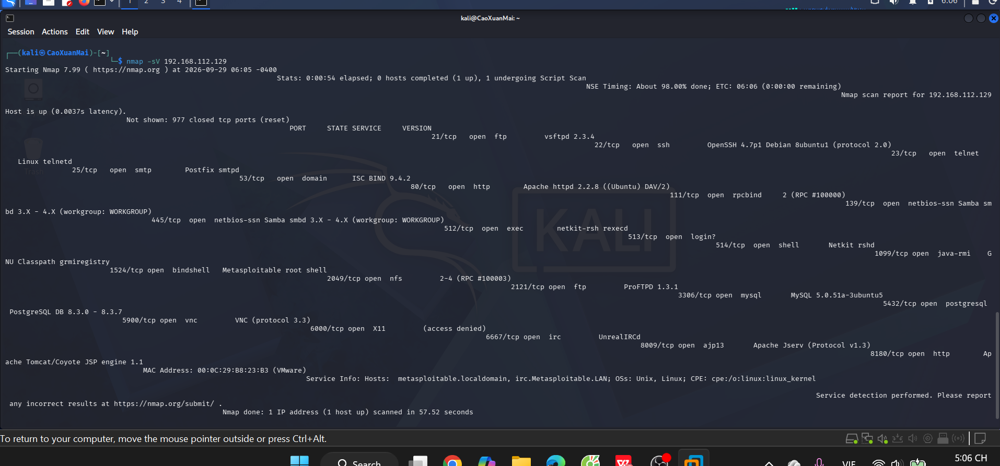 1 2 3 4 6:06
kali@CaoXuanMai: ~
Session Actions Edit View Help
┌──(kali㉿CaoXuanMai)-[~]
└─$ nmap -sV 192.168.112.129
Starting Nmap 7.99 ( https://nmap.org ) at 2026-09-29 06:05 -0400
Stats: 0:00:54 elapsed; 0 hosts completed (1 up), 1 undergoing Script Scan
NSE Timing: About 98.00% done; ETC: 06:06 (0:00:00 remaining)
Nmap scan report for 192.168.112.129
Host is up (0.0037s latency).
Not shown: 977 closed tcp ports (reset)
PORT STATE SERVICE VERSION
21/tcp open ftp vsftpd 2.3.4
22/tcp open ssh OpenSSH 4.7p1 Debian 8ubuntu1 (protocol 2.0)
23/tcp open telnet
Linux telnetd
Trash
25/tcp open smtp Postfix smtpd
53/tcp open domain ISC BIND 9.4.2
80/tcp open http Apache httpd 2.2.8 ((Ubuntu) DAV/2)
111/tcp open rpcbind 2 (RPC #100000)
139/tcp open netbios-ssn Samba sm
bd 3.X - 4.X (workgroup: WORKGROUP)
445/tcp open netbios-ssn Samba smbd 3.X - 4.X (workgroup: WORKGROUP)
512/tcp open exec netkit-rsh rexecd
KALI
513/tcp open login?
514/tcp open shell Netkit rshd
1099/tcp open java-rmi G
NU Classpath grmiregistry
1524/tcp open bindshell Metasploitable root shell
2049/tcp open nfs 2-4 (RPC #100003)
2121/tcp open ftp ProFTPD 1.3.1
3306/tcp open mysql MySQL 5.0.51a-3ubuntu5
5432/tcp open postgresql
PostgreSQL DB 8.3.0 - 8.3.7
5900/tcp open vnc VNC (protocol 3.3)
6000/tcp open X11 (access denied)
6667/tcp open irc UnrealIRCd
8009/tcp open ajp13 Apache Jserv (Protocol v1.3)
8180/tcp open http Ap
ache Tomcat/Coyote JSP engine 1.1
MAC Address: 00:0C:29:B8:23:B3 (VMware)
Service Info: Hosts:  metasploitable.localdomain, irc.Metasploitable.LAN; OSs: Unix, Linux; CPE: cpe:/o:linux:linux_kernel
Service detection performed. Please report
any incorrect results at https://nmap.org/submit/ .
Nmap done: 1 IP address (1 host up) scanned in 57.52 seconds
To return to your computer, move the mouse pointer outside or press Ctrl+Alt.
Search
VIE
5:06 CH